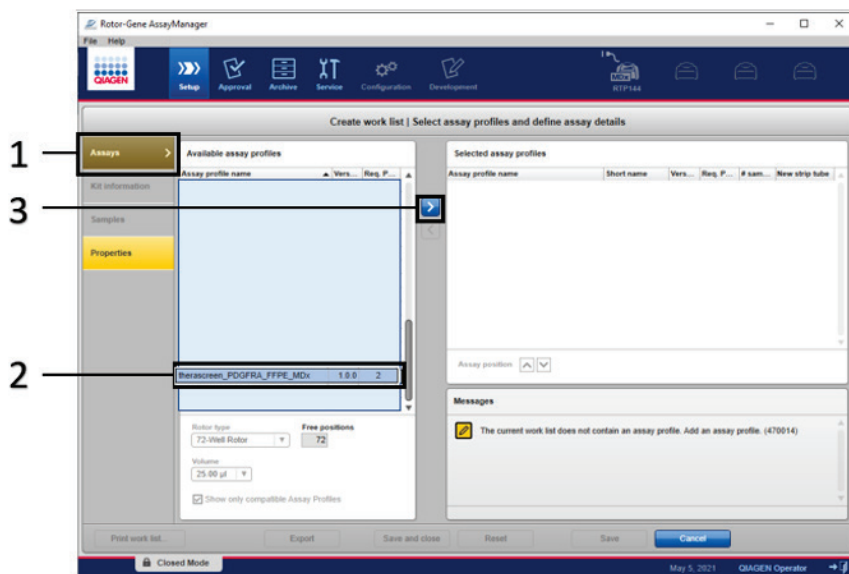 Rotor-Gene AssayManager
File Help
QIAGEN
Setup Approval Archive Service Configuration Development
MDx
RTP144
Create work list | Select assay profiles and define assay details
1
Assays
Available assay profiles
Selected assay profiles
Assay profile name Vers... Req. P...
Assay profile name Short name Vers... Req. P... # sam... New strip tube
Kit information
3
Samples
Properties
2
therascreen_PDGFRA_FFPE_MDx 1.0.0 2
Assay position
Messages
The current work list does not contain an assay profile. Add an assay profile. (470014)
Rotor type Free positions
72-Well Rotor 72
Volume
25.00 µl
Show only compatible Assay Profiles
Print work list... Export Save and close Reset Save Cancel
Closed Mode
May 5, 2021 QIAGEN Operator